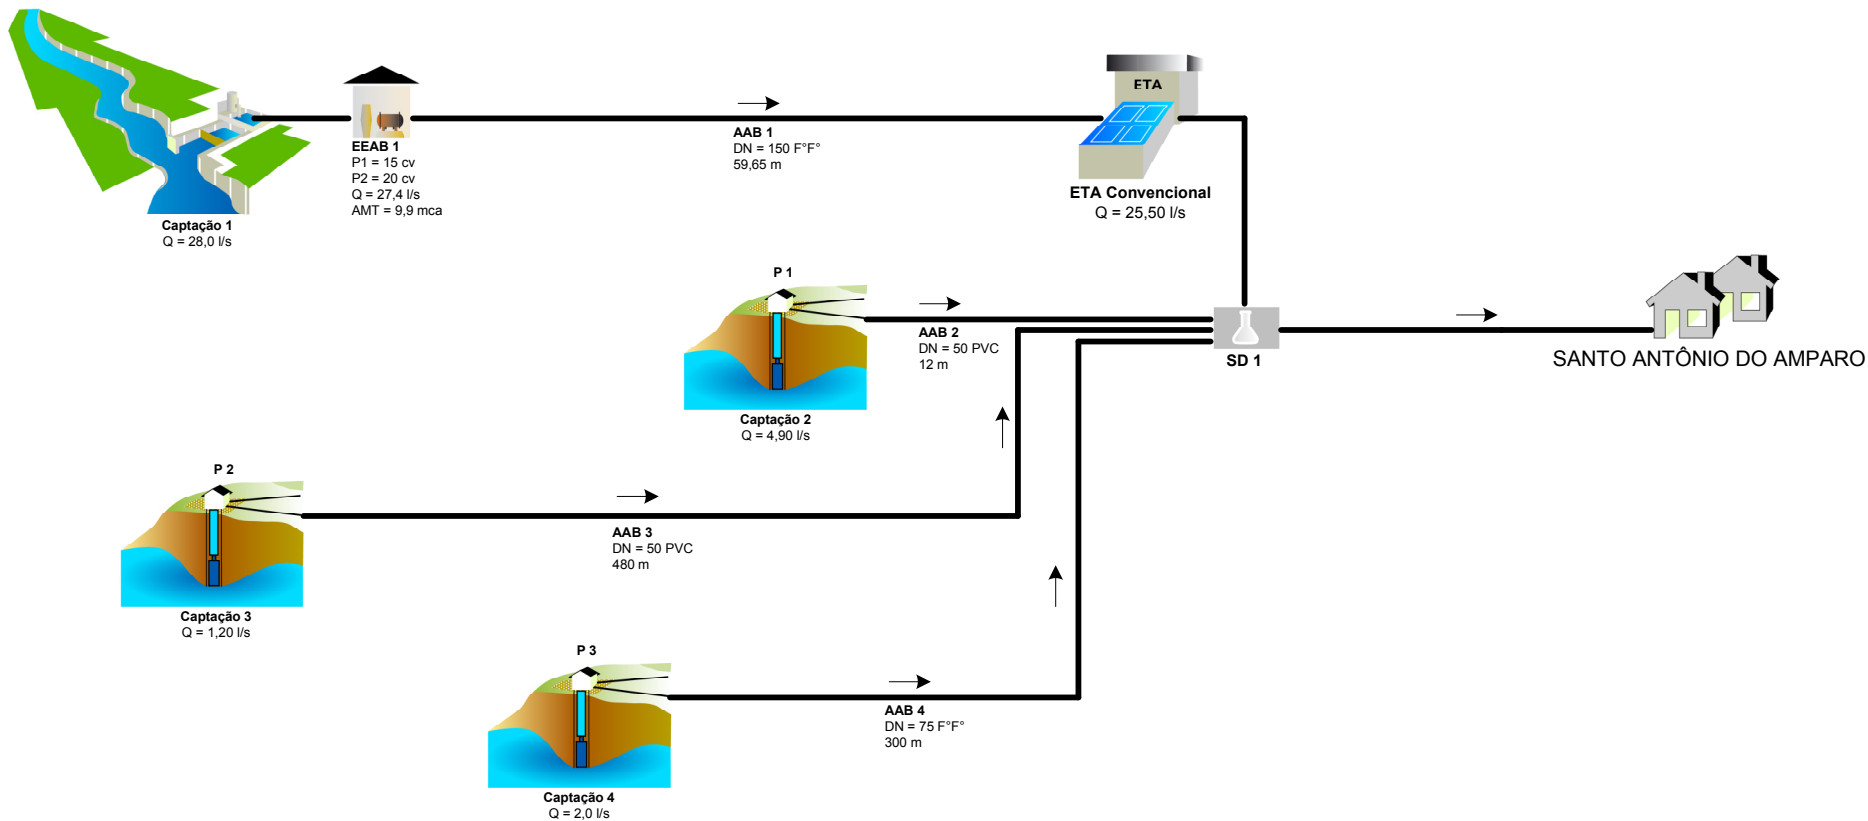 ETA
AAB 1
DN = 150 F°F°
59,65 m
EEAB 1
P1 = 15 cv
P2 = 20 cv
Q = 27,4 l/s
AMT = 9,9 mca
ETA Convencional
Q = 25,50 l/s
Captação 1
Q = 28,0 l/s
P 1
AAB 2
DN = 50 PVC
12 m
SD 1
SANTO ANTÔNIO DO AMPARO
Captação 2
Q = 4,90 l/s
P 2
AAB 3
DN = 50 PVC
480 m
Captação 3
Q = 1,20 l/s
P 3
AAB 4
DN = 75 F°F°
300 m
Captação 4
Q = 2,0 l/s